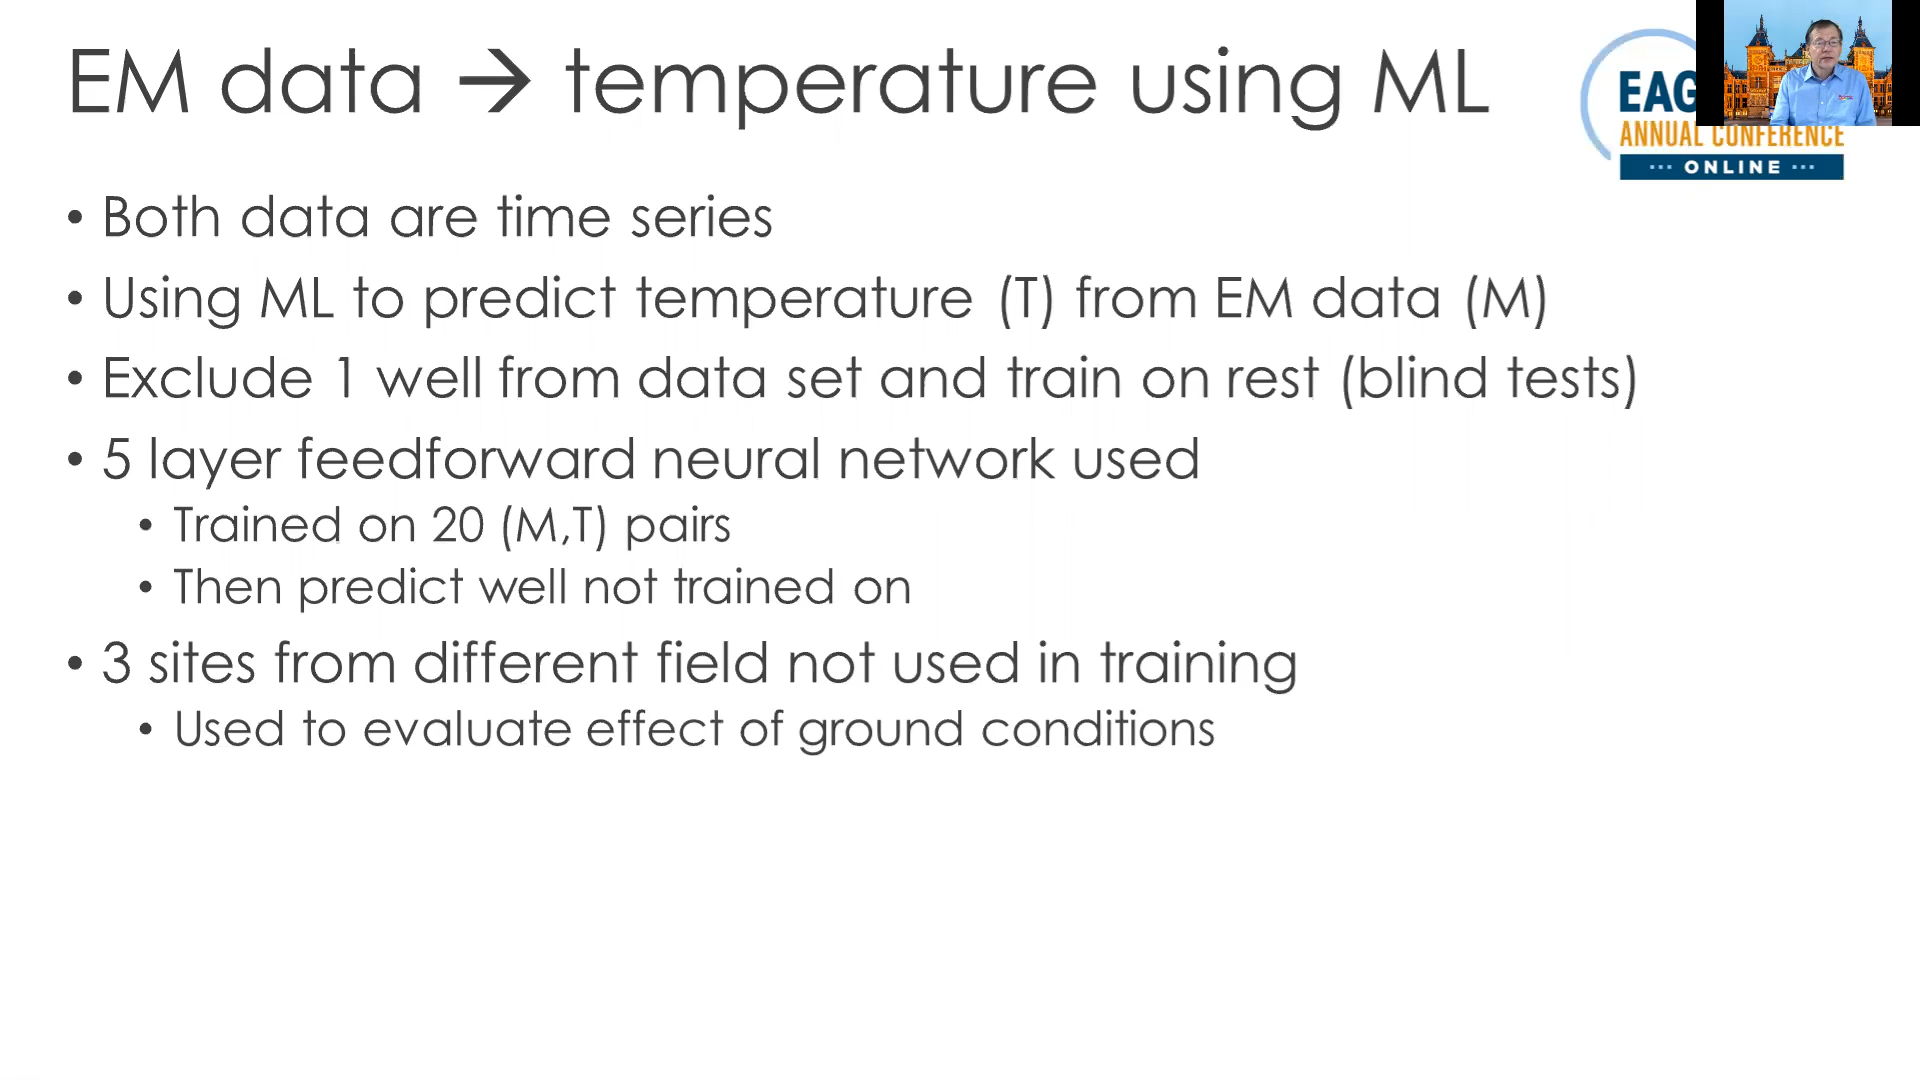 EM data → temperature using ML
EAG
ANNUAL CONFERENCE
··· ONLINE ···
• Both data are time series
• Using ML to predict temperature (T) from EM data (M)
• Exclude 1 well from data set and train on rest (blind tests)
• 5 layer feedforward neural network used
• Trained on 20 (M,T) pairs
• Then predict well not trained on
• 3 sites from different field not used in training
• Used to evaluate effect of ground conditions